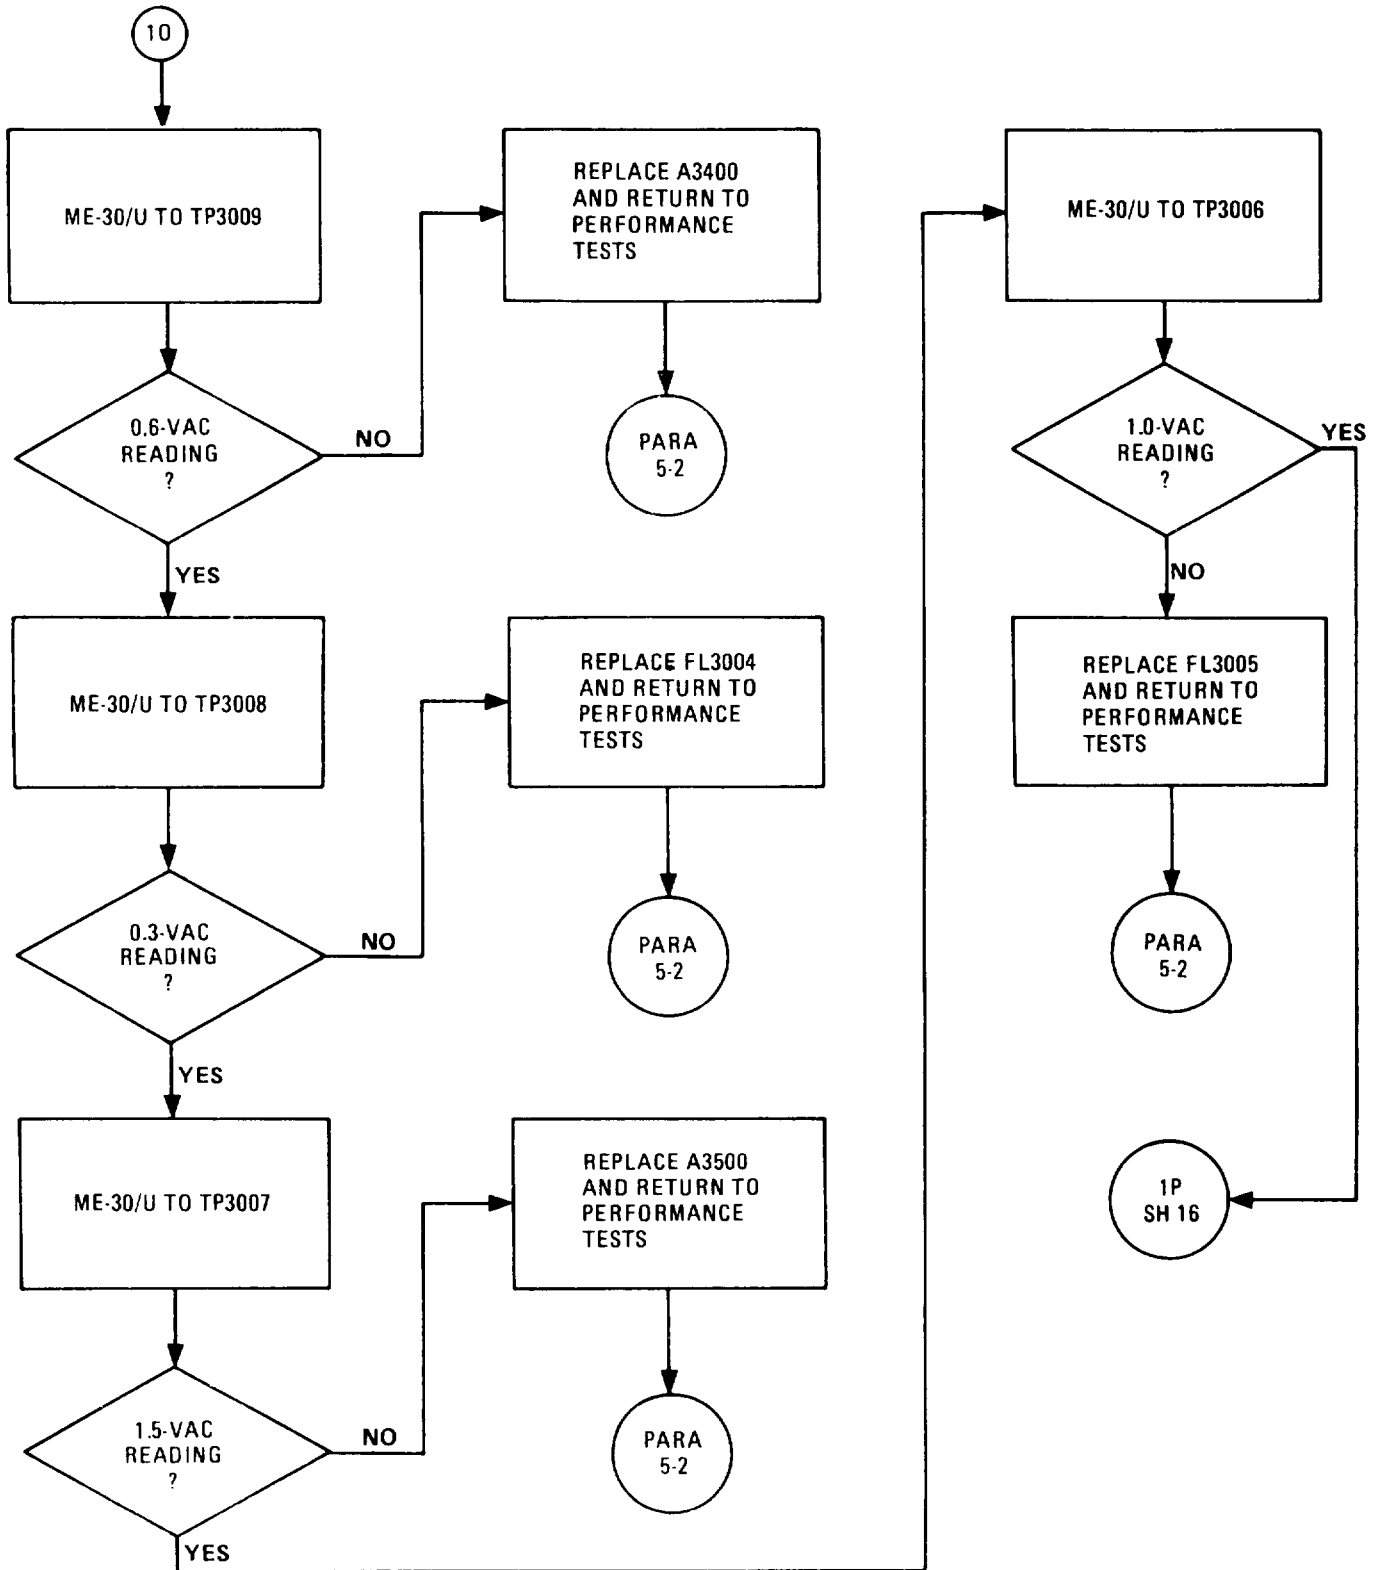 10
ME-30/U TO TP3009
REPLACE A3400
AND RETURN TO
PERFORMANCE
TESTS
0.6-VAC
READING
?
NO
PARA
5-2
YES
ME-30/U TO TP3008
REPLACE FL3004
AND RETURN TO
PERFORMANCE
TESTS
0.3-VAC
READING
?
NO
PARA
5-2
YES
ME-30/U TO TP3007
REPLACE A3500
AND RETURN TO
PERFORMANCE
TESTS
1.5-VAC
READING
?
NO
PARA
5-2
YES
ME-30/U TO TP3006
1.0-VAC
READING
?
YES
NO
REPLACE FL3005
AND RETURN TO
PERFORMANCE
TESTS
PARA
5-2
1P
SH 16